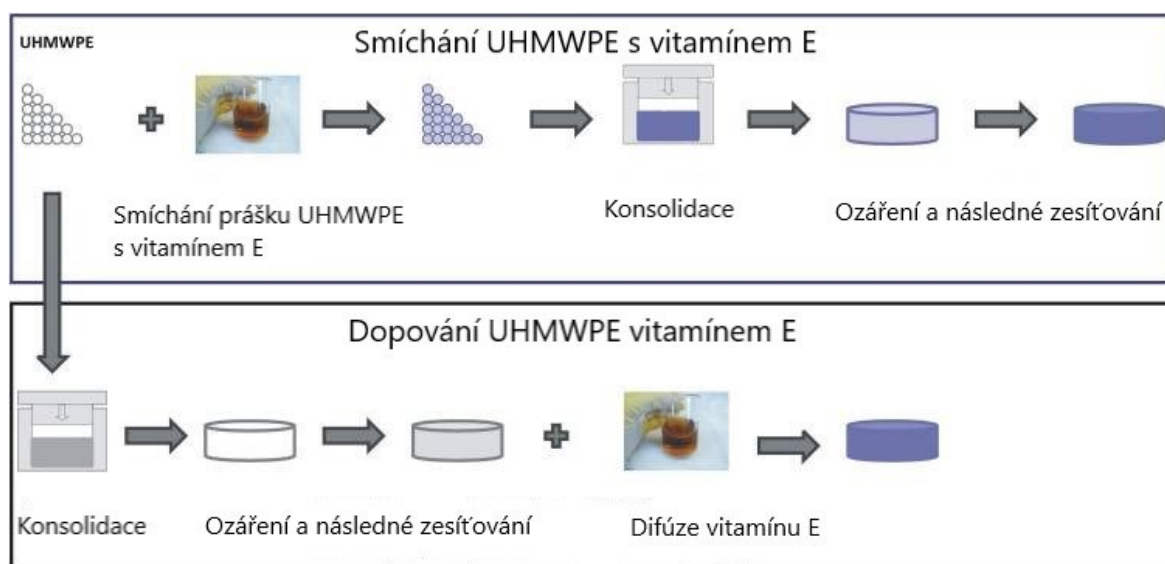 UHMWPE
Smíchání UHMWPE s vitamínem E
Smíchání prášku UHMWPE
s vitamínem E
Konsolidace
Ozáření a následné zesíťování
Dopování UHMWPE vitamínem E
Konsolidace
Ozáření a následné zesíťování
Difúze vitamínu E